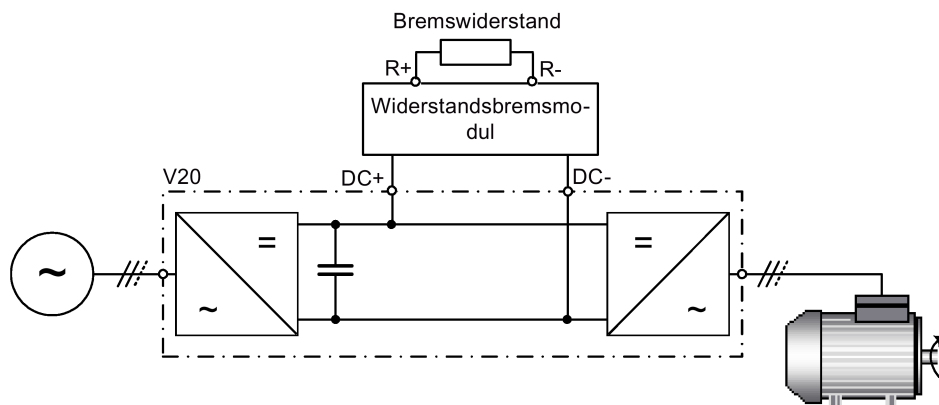 Bremswiderstand
R+ R-
Widerstandsbremsmo-
dul
V20 DC+ DC-
= =
~ ~ ~